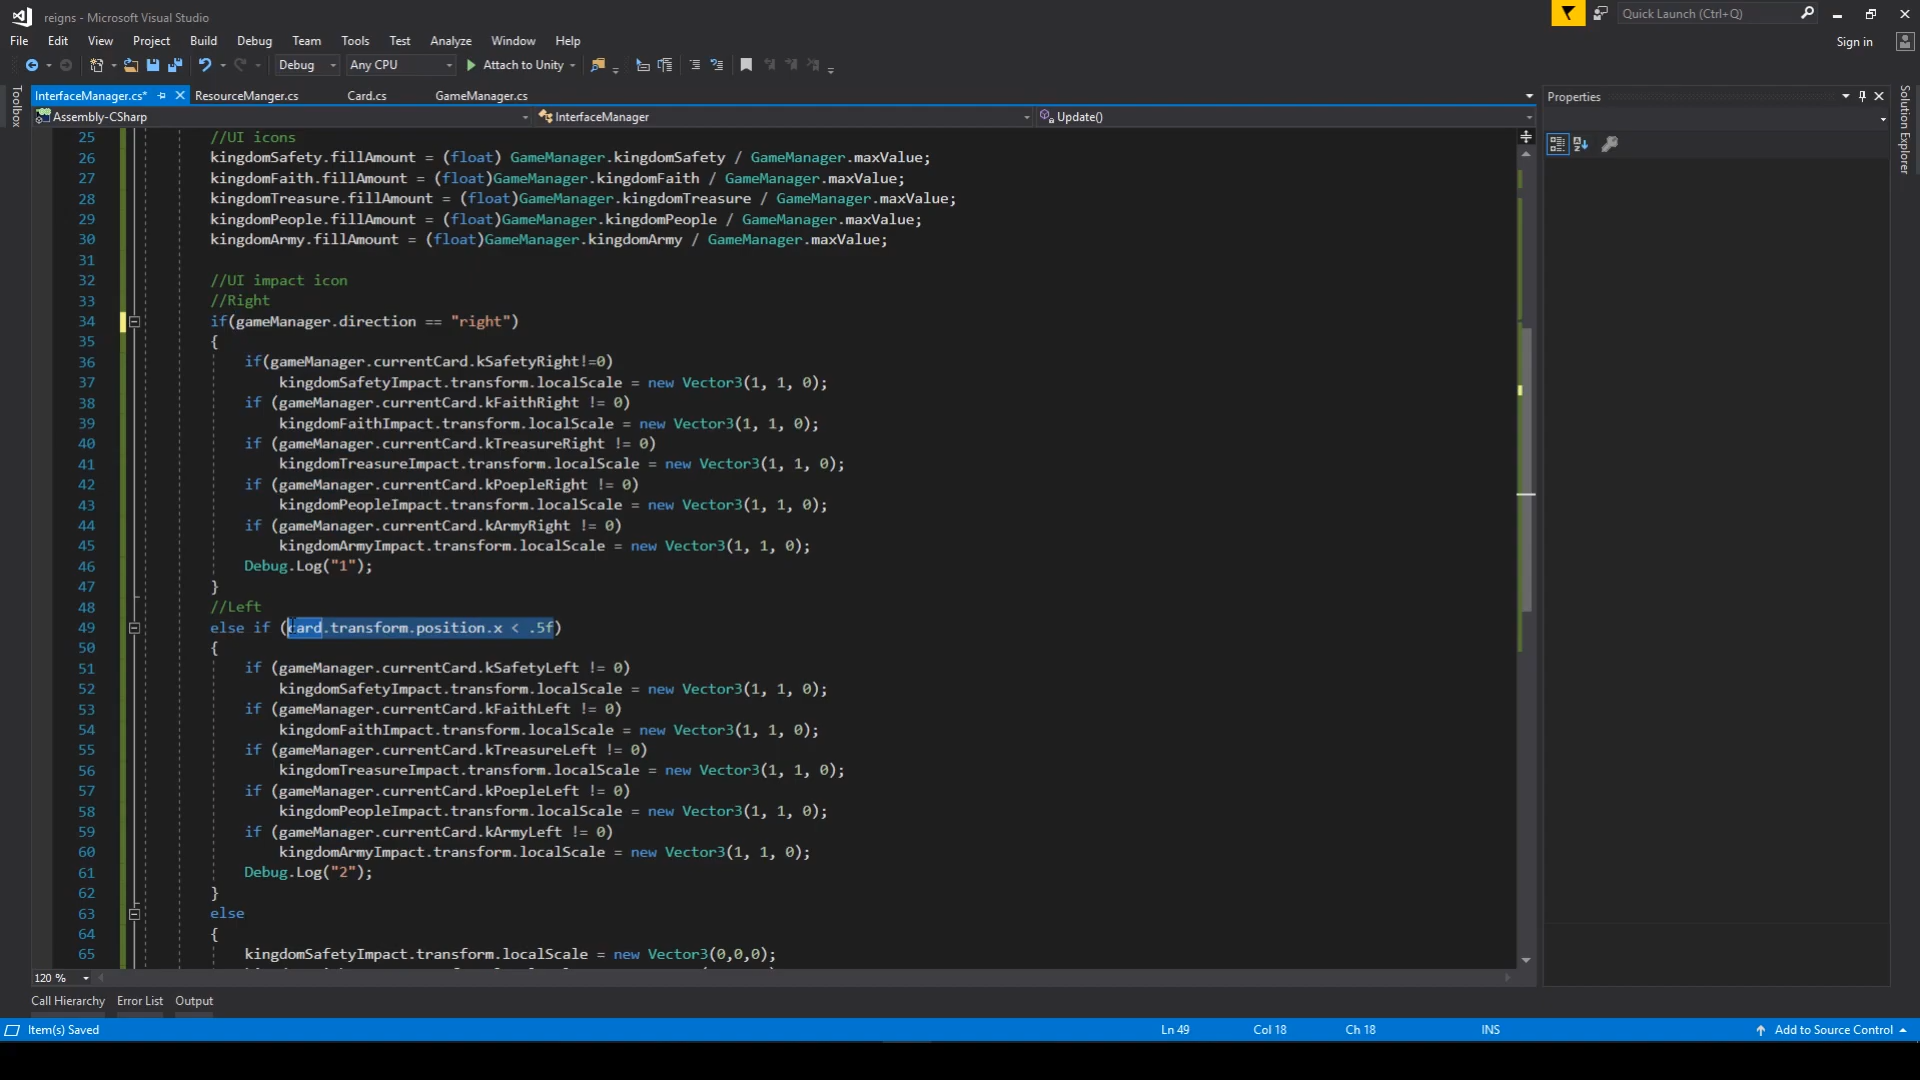 reigns - Microsoft Visual Studio
Quick Launch (Ctrl+Q)
File Edit View Project Build Debug Team Tools Test Analyze Window Help
Sign in
Debug Any CPU Attach to Unity
Toolbox
InterfaceManager.cs* ResourceManger.cs Card.cs GameManager.cs
Properties
Solution Explorer
Assembly-CSharp InterfaceManager Update()
25 //UI icons
26 kingdomSafety.fillAmount = (float) GameManager.kingdomSafety / GameManager.maxValue;
27 kingdomFaith.fillAmount = (float)GameManager.kingdomFaith / GameManager.maxValue;
28 kingdomTreasure.fillAmount = (float)GameManager.kingdomTreasure / GameManager.maxValue;
29 kingdomPeople.fillAmount = (float)GameManager.kingdomPeople / GameManager.maxValue;
30 kingdomArmy.fillAmount = (float)GameManager.kingdomArmy / GameManager.maxValue;
31
32 //UI impact icon
33 //Right
34 if(gameManager.direction == "right")
35 {
36 if(gameManager.currentCard.kSafetyRight!=0)
37 kingdomSafetyImpact.transform.localScale = new Vector3(1, 1, 0);
38 if (gameManager.currentCard.kFaithRight != 0)
39 kingdomFaithImpact.transform.localScale = new Vector3(1, 1, 0);
40 if (gameManager.currentCard.kTreasureRight != 0)
41 kingdomTreasureImpact.transform.localScale = new Vector3(1, 1, 0);
42 if (gameManager.currentCard.kPoepleRight != 0)
43 kingdomPeopleImpact.transform.localScale = new Vector3(1, 1, 0);
44 if (gameManager.currentCard.kArmyRight != 0)
45 kingdomArmyImpact.transform.localScale = new Vector3(1, 1, 0);
46 Debug.Log("1");
47 }
48 //Left
49 else if (card.transform.position.x < .5f)
50 {
51 if (gameManager.currentCard.kSafetyLeft != 0)
52 kingdomSafetyImpact.transform.localScale = new Vector3(1, 1, 0);
53 if (gameManager.currentCard.kFaithLeft != 0)
54 kingdomFaithImpact.transform.localScale = new Vector3(1, 1, 0);
55 if (gameManager.currentCard.kTreasureLeft != 0)
56 kingdomTreasureImpact.transform.localScale = new Vector3(1, 1, 0);
57 if (gameManager.currentCard.kPoepleLeft != 0)
58 kingdomPeopleImpact.transform.localScale = new Vector3(1, 1, 0);
59 if (gameManager.currentCard.kArmyLeft != 0)
60 kingdomArmyImpact.transform.localScale = new Vector3(1, 1, 0);
61 Debug.Log("2");
62 }
63 else
64 {
65 kingdomSafetyImpact.transform.localScale = new Vector3(0,0,0);
120 %
Call Hierarchy Error List Output
Item(s) Saved Ln 49 Col 18 Ch 18 INS Add to Source Control